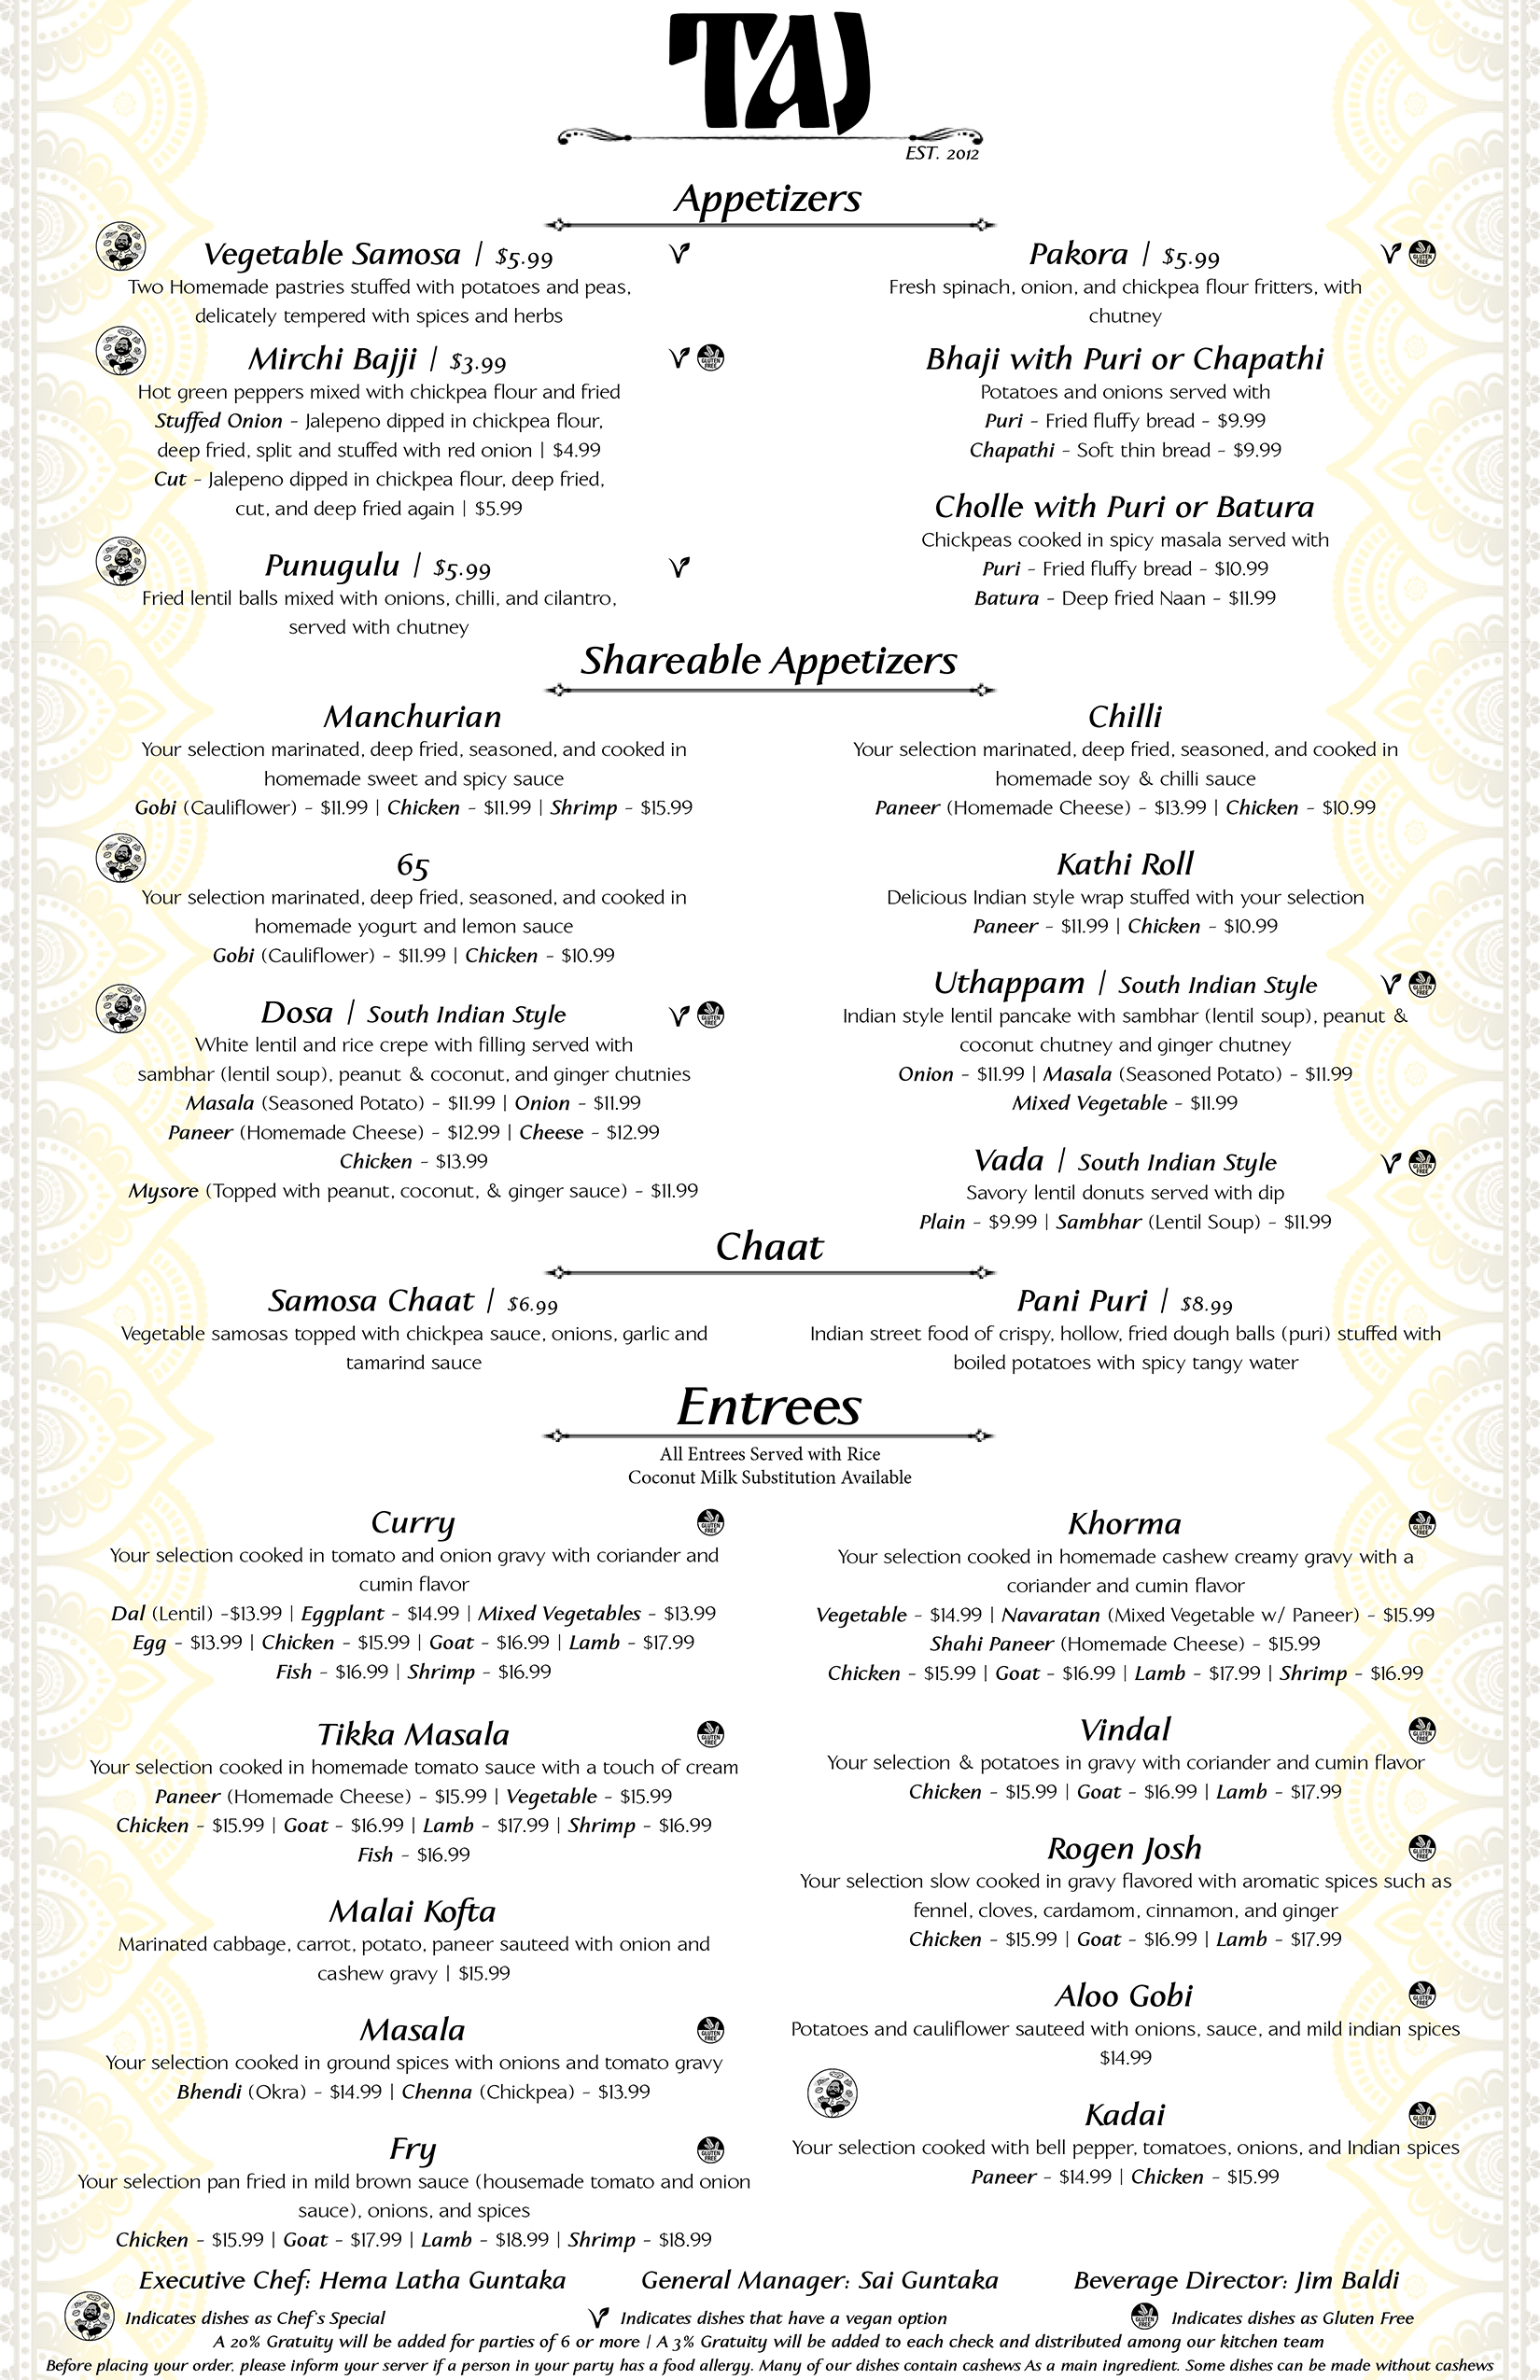 TAJ
EST. 2012
Appetizers
Vegetable Samosa | $5.99
Two Homemade pastries stuffed with potatoes and peas,
delicately tempered with spices and herbs
Mirchi Bajji | $3.99
GLUTEN FREE
Hot green peppers mixed with chickpea flour and fried
Stuffed Onion - Jalepeno dipped in chickpea flour,
deep fried, split and stuffed with red onion | $4.99
Cut - Jalepeno dipped in chickpea flour, deep fried,
cut, and deep fried again | $5.99
Punugulu | $5.99
Fried lentil balls mixed with onions, chilli, and cilantro,
served with chutney
Pakora | $5.99
GLUTEN FREE
Fresh spinach, onion, and chickpea flour fritters, with
chutney
Bhaji with Puri or Chapathi
Potatoes and onions served with
Puri - Fried fluffy bread - $9.99
Chapathi - Soft thin bread - $9.99
Cholle with Puri or Batura
Chickpeas cooked in spicy masala served with
Puri - Fried fluffy bread - $10.99
Batura - Deep fried Naan - $11.99
Shareable Appetizers
Manchurian
Your selection marinated, deep fried, seasoned, and cooked in
homemade sweet and spicy sauce
Gobi (Cauliflower) - $11.99 | Chicken - $11.99 | Shrimp - $15.99
65
Your selection marinated, deep fried, seasoned, and cooked in
homemade yogurt and lemon sauce
Gobi (Cauliflower) - $11.99 | Chicken - $10.99
Dosa | South Indian Style
GLUTEN FREE
White lentil and rice crepe with filling served with
sambhar (lentil soup), peanut & coconut, and ginger chutnies
Masala (Seasoned Potato) - $11.99 | Onion - $11.99
Paneer (Homemade Cheese) - $12.99 | Cheese - $12.99
Chicken - $13.99
Mysore (Topped with peanut, coconut, & ginger sauce) - $11.99
Chilli
Your selection marinated, deep fried, seasoned, and cooked in
homemade soy & chilli sauce
Paneer (Homemade Cheese) - $13.99 | Chicken - $10.99
Kathi Roll
Delicious Indian style wrap stuffed with your selection
Paneer - $11.99 | Chicken - $10.99
Uthappam | South Indian Style
GLUTEN FREE
Indian style lentil pancake with sambhar (lentil soup), peanut &
coconut chutney and ginger chutney
Onion - $11.99 | Masala (Seasoned Potato) - $11.99
Mixed Vegetable - $11.99
Vada | South Indian Style
GLUTEN FREE
Savory lentil donuts served with dip
Plain - $9.99 | Sambhar (Lentil Soup) - $11.99
Chaat
Samosa Chaat | $6.99
Vegetable samosas topped with chickpea sauce, onions, garlic and
tamarind sauce
Pani Puri | $8.99
Indian street food of crispy, hollow, fried dough balls (puri) stuffed with
boiled potatoes with spicy tangy water
Entrees
All Entrees Served with Rice
Coconut Milk Substitution Available
Curry
GLUTEN FREE
Your selection cooked in tomato and onion gravy with coriander and
cumin flavor
Dal (Lentil) -$13.99 | Eggplant - $14.99 | Mixed Vegetables - $13.99
Egg - $13.99 | Chicken - $15.99 | Goat - $16.99 | Lamb - $17.99
Fish - $16.99 | Shrimp - $16.99
Tikka Masala
GLUTEN FREE
Your selection cooked in homemade tomato sauce with a touch of cream
Paneer (Homemade Cheese) - $15.99 | Vegetable - $15.99
Chicken - $15.99 | Goat - $16.99 | Lamb - $17.99 | Shrimp - $16.99
Fish - $16.99
Malai Kofta
Marinated cabbage, carrot, potato, paneer sauteed with onion and
cashew gravy | $15.99
Masala
GLUTEN FREE
Your selection cooked in ground spices with onions and tomato gravy
Bhendi (Okra) - $14.99 | Chenna (Chickpea) - $13.99
Fry
GLUTEN FREE
Your selection pan fried in mild brown sauce (housemade tomato and onion
sauce), onions, and spices
Chicken - $15.99 | Goat - $17.99 | Lamb - $18.99 | Shrimp - $18.99
Khorma
GLUTEN FREE
Your selection cooked in homemade cashew creamy gravy with a
coriander and cumin flavor
Vegetable - $14.99 | Navaratan (Mixed Vegetable w/ Paneer) - $15.99
Shahi Paneer (Homemade Cheese) - $15.99
Chicken - $15.99 | Goat - $16.99 | Lamb - $17.99 | Shrimp - $16.99
Vindal
GLUTEN FREE
Your selection & potatoes in gravy with coriander and cumin flavor
Chicken - $15.99 | Goat - $16.99 | Lamb - $17.99
Rogen Josh
GLUTEN FREE
Your selection slow cooked in gravy flavored with aromatic spices such as
fennel, cloves, cardamom, cinnamon, and ginger
Chicken - $15.99 | Goat - $16.99 | Lamb - $17.99
Aloo Gobi
GLUTEN FREE
Potatoes and cauliflower sauteed with onions, sauce, and mild indian spices
$14.99
Kadai
GLUTEN FREE
Your selection cooked with bell pepper, tomatoes, onions, and Indian spices
Paneer - $14.99 | Chicken - $15.99
Executive Chef: Hema Latha Guntaka General Manager: Sai Guntaka Beverage Director: Jim Baldi
Indicates dishes as Chef's Special Indicates dishes that have a vegan option GLUTEN FREE Indicates dishes as Gluten Free
A 20% Gratuity will be added for parties of 6 or more | A 3% Gratuity will be added to each check and distributed among our kitchen team
Before placing your order, please inform your server if a person in your party has a food allergy. Many of our dishes contain cashews As a main ingredient. Some dishes can be made without cashews